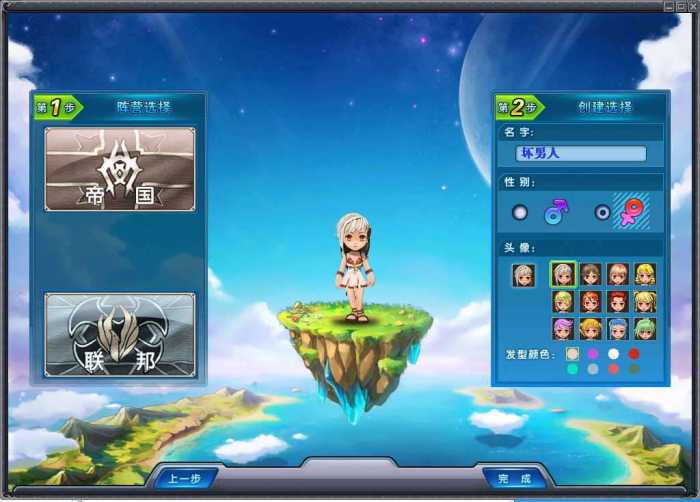 第1步 阵营选择
帝国
联邦
第2步 创建选择
名字:
坏男人
性别:
头像:
发型颜色:
上一步
完成